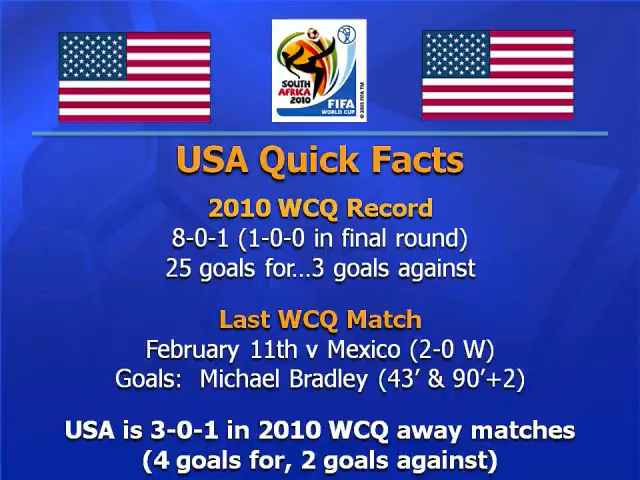 SOUTH
AFRICA
2010
FIFA
WORLD CUP
© 2005 FIFA TM
USA Quick Facts
2010 WCQ Record
8-0-1 (1-0-0 in final round)
25 goals for...3 goals against
Last WCQ Match
February 11th v Mexico (2-0 W)
Goals:  Michael Bradley (43’ & 90’+2)
USA is 3-0-1 in 2010 WCQ away matches
(4 goals for, 2 goals against)